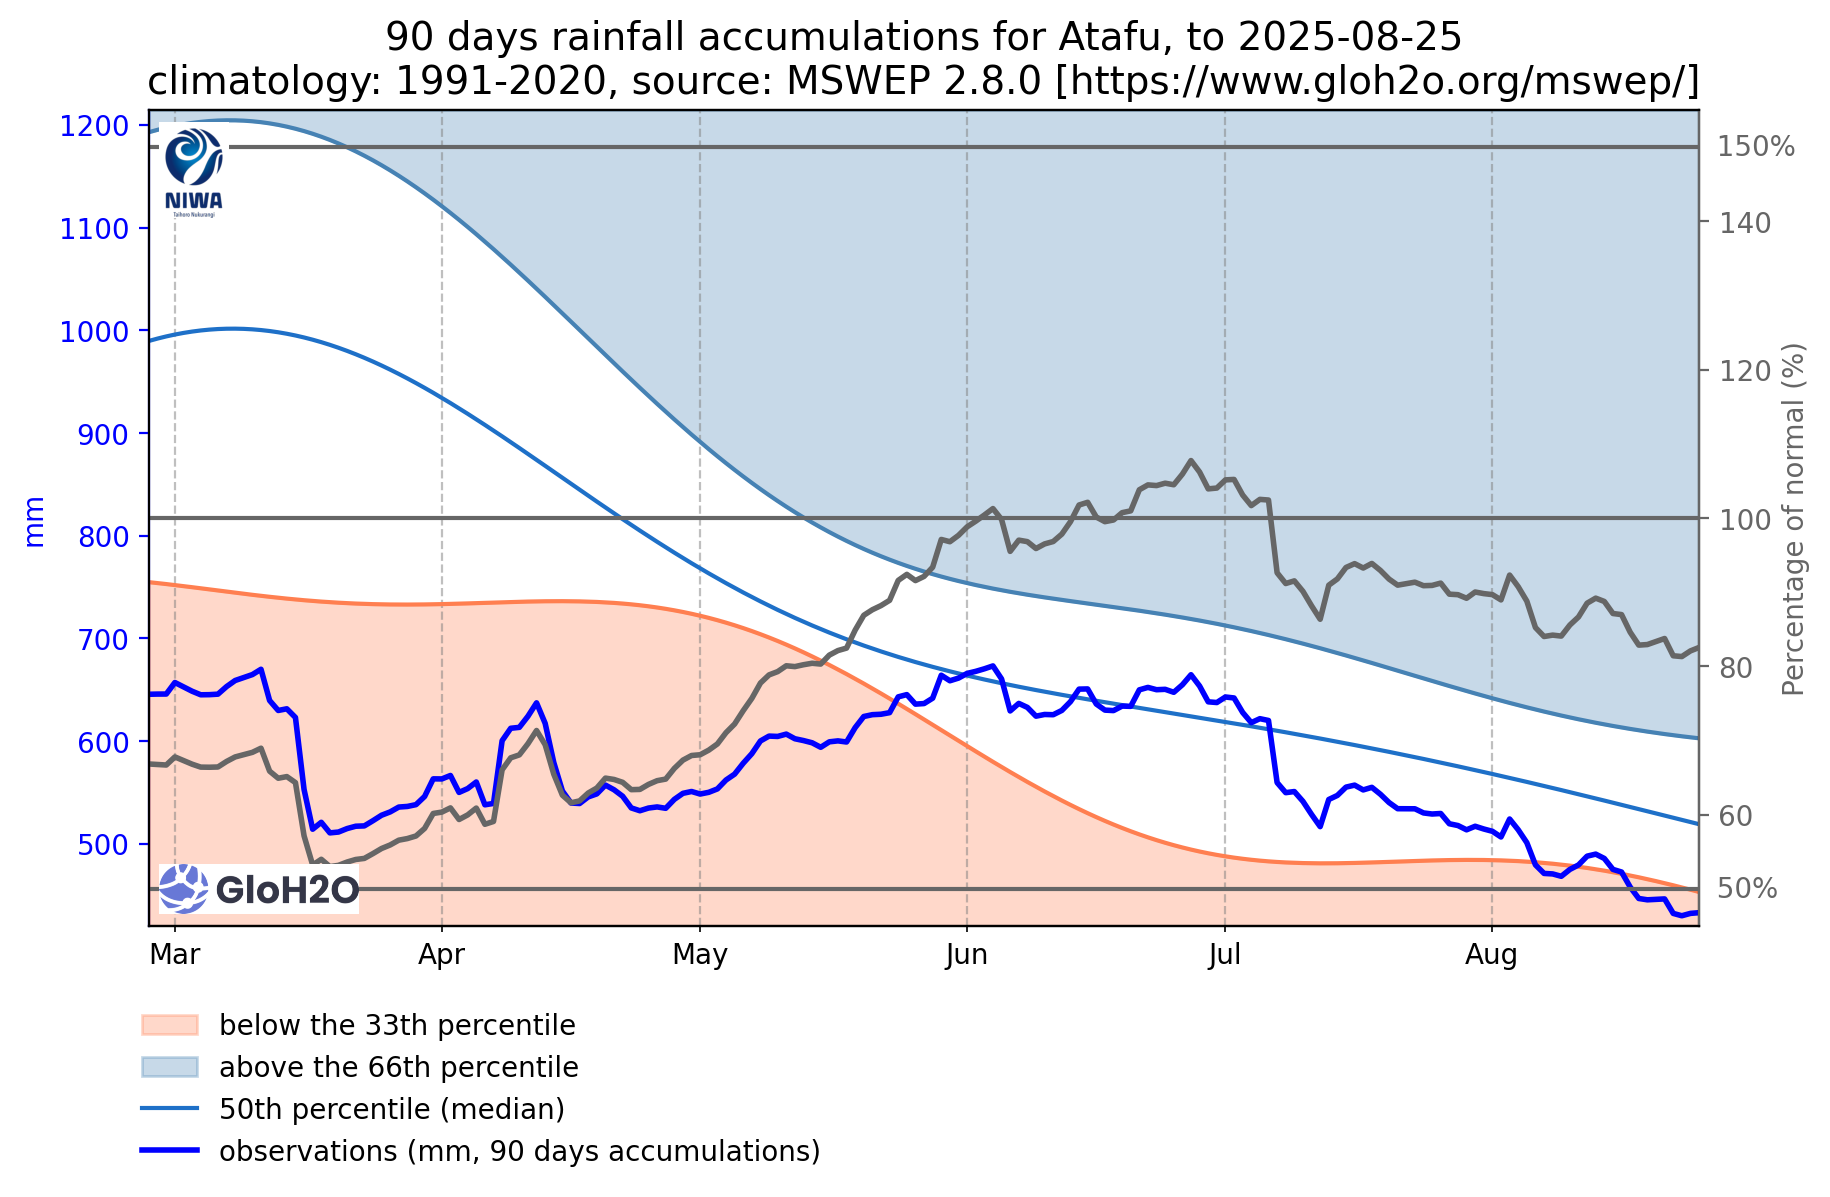 90 days rainfall accumulations for Atafu, to 2025-08-25
climatology: 1991-2020, source: MSWEP 2.8.0 [https://www.gloh2o.org/mswep/]
1200
1100
1000
900
800
700
600
500
mm
150%
140
120
100
80
60
50%
Percentage of normal (%)
NIWA
Taihoro Nukurangi
GloH2O
Mar
Apr
May
Jun
Jul
Aug
below the 33th percentile
above the 66th percentile
50th percentile (median)
observations (mm, 90 days accumulations)